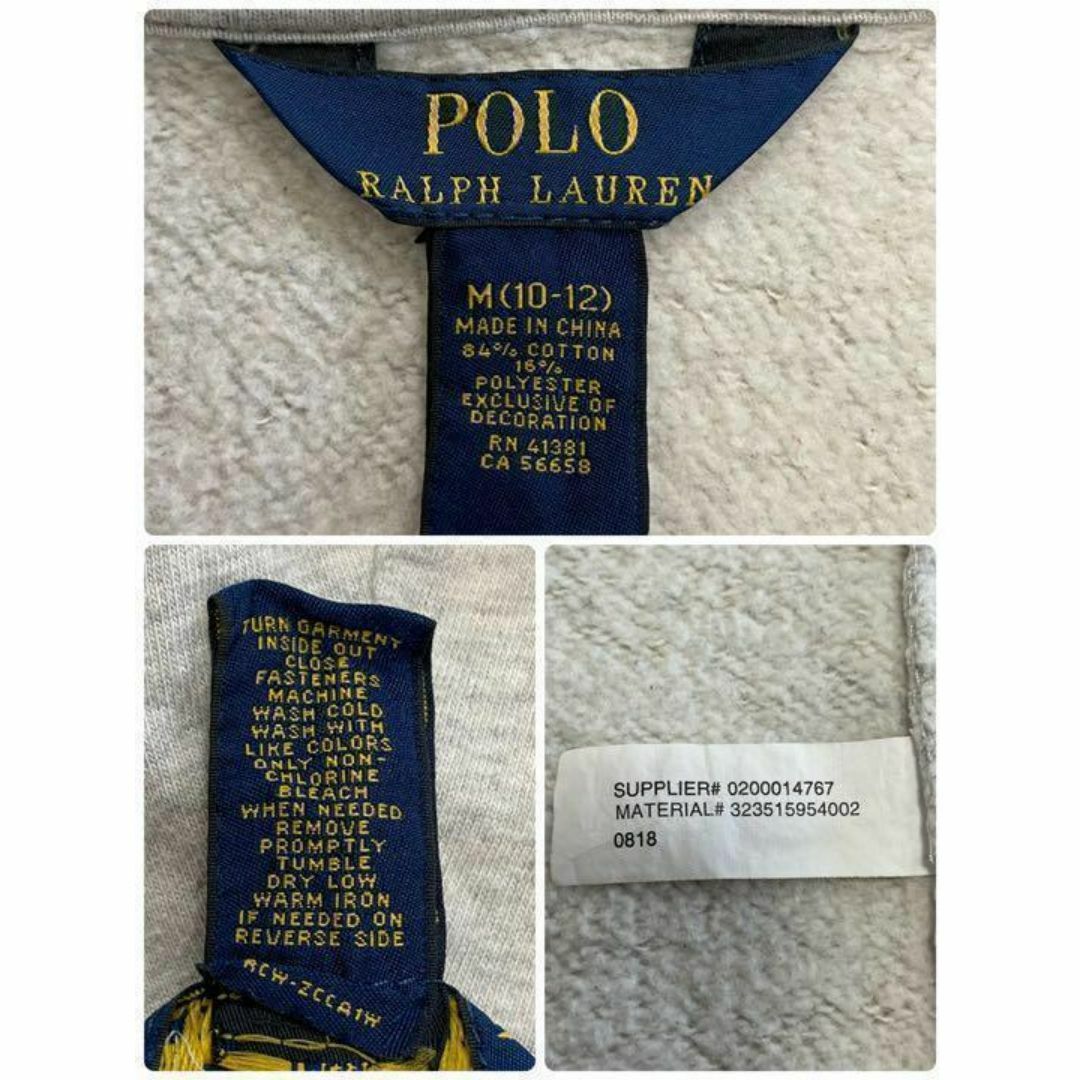 POLO
RALPH LAUREN
M(10-12)
MADE IN CHINA
84% COTTON
16%
POLYESTER
EXCLUSIVE OF
DECORATION
RN 41381
CA 56658
TURN GARMENT
INSIDE OUT
CLOSE
FASTENERS
MACHINE
WASH COLD
WASH WITH
LIKE COLORS
ONLY NON-
CHLORINE
BLEACH
WHEN NEEDED
REMOVE
PROMPTLY
TUMBLE
DRY LOW
WARM IRON
IF NEEDED ON
REVERSE SIDE
RCW-ZCCA1W
SUPPLIER# 0200014767
MATERIAL# 323515954002
0818